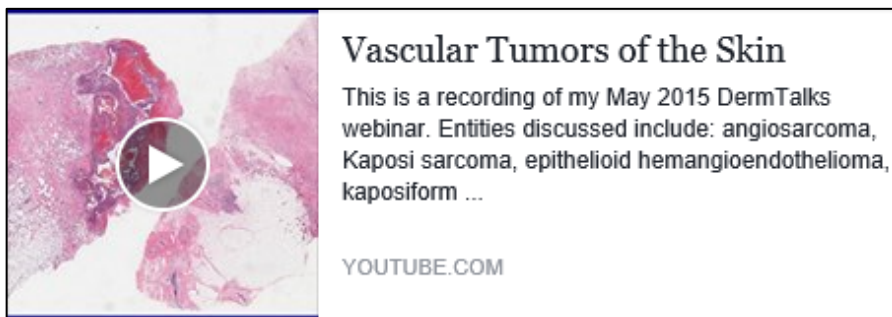 Vascular Tumors of the Skin
This is a recording of my May 2015 DermTalks
webinar. Entities discussed include: angiosarcoma,
Kaposi sarcoma, epithelioid hemangioendothelioma,
kaposiform ...
YOUTUBE.COM